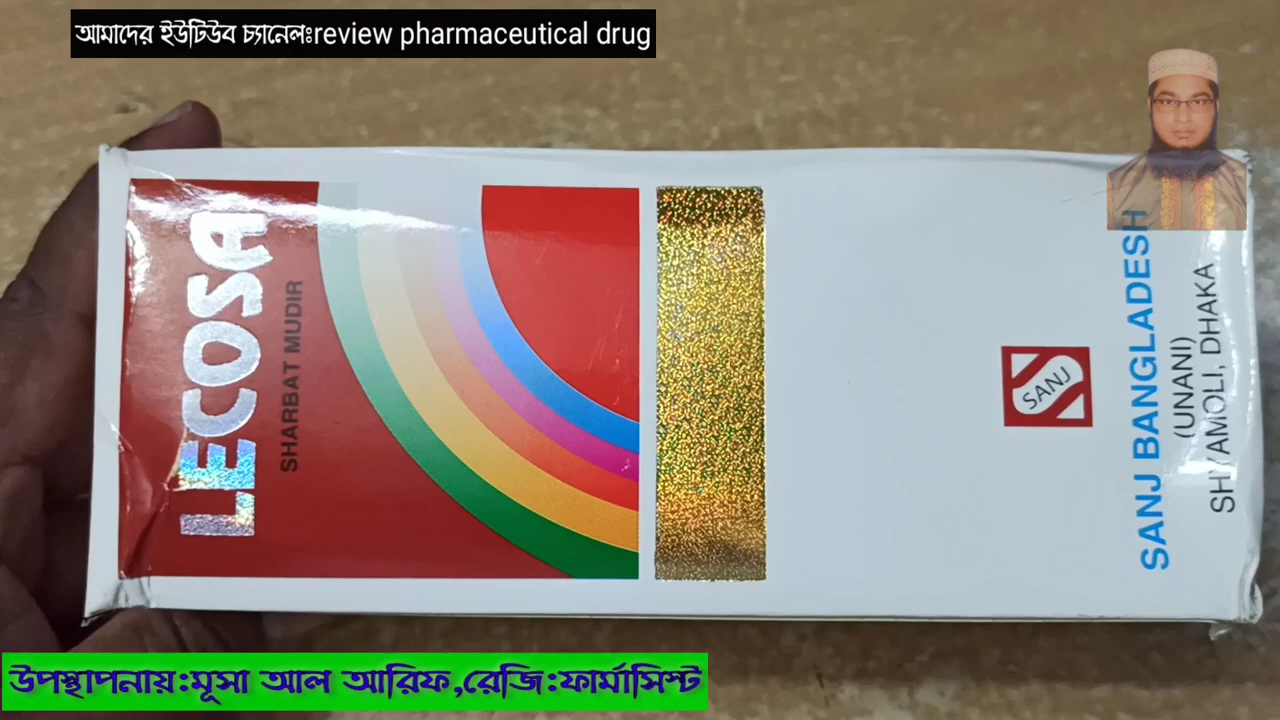 আমাদের ইউটিউব চ্যানেলঃreview pharmaceutical drug
LECOSA
SHARBAT MUDIR
SANJ
SANJ BANGLADESH
(UNANI)
SHYAMOLI, DHAKA
উপস্থাপনায়:মূসা আল আরিফ,রেজি:ফার্মাসিস্ট